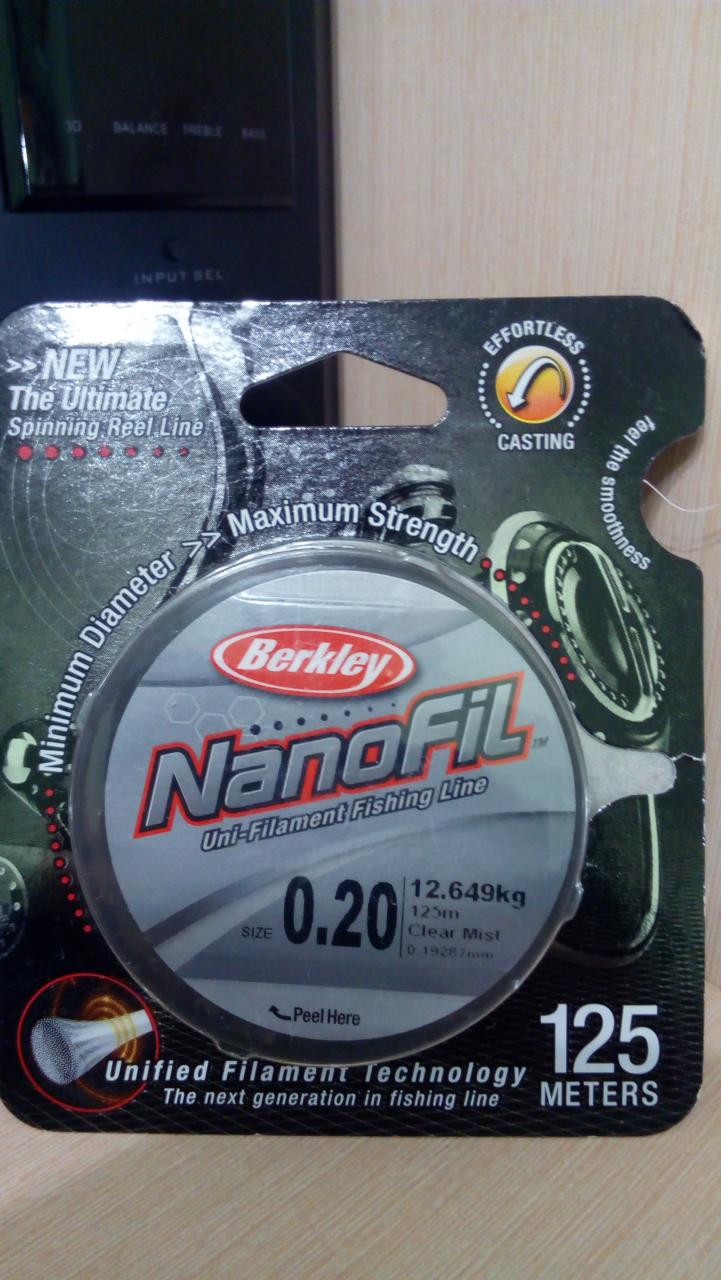 3D BALANCE TREBLE BASS
INPUT SEL
>> NEW
The Ultimate
Spinning Reel Line
EFFORTLESS
CASTING
feel the smoothness
Minimum Diameter >> Maximum Strength
Berkley
NanoFil™
Uni-Filament Fishing Line
SIZE 0.20
12.649kg
125m
Clear Mist
0.19287mm
Peel Here
125
METERS
Unified Filament Technology
The next generation in fishing line